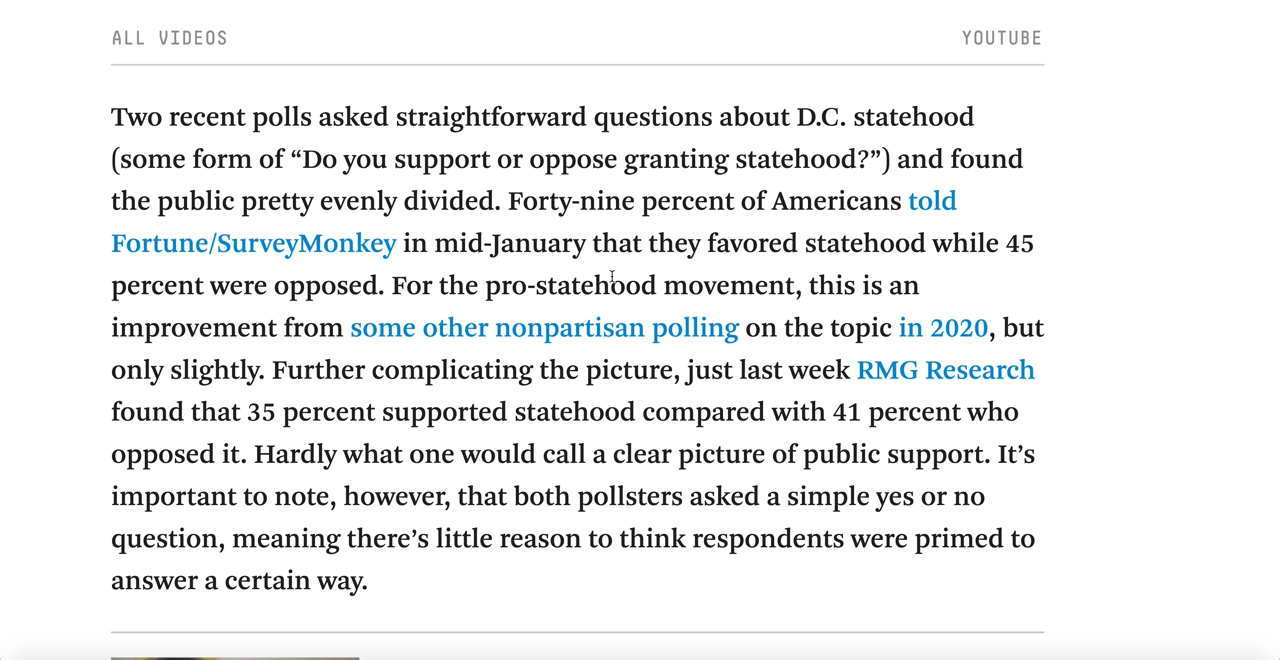 ALL VIDEOS YOUTUBE
Two recent polls asked straightforward questions about D.C. statehood
(some form of “Do you support or oppose granting statehood?”) and found
the public pretty evenly divided. Forty-nine percent of Americans told
Fortune/SurveyMonkey in mid-January that they favored statehood while 45
percent were opposed. For the pro-statehood movement, this is an
improvement from some other nonpartisan polling on the topic in 2020, but
only slightly. Further complicating the picture, just last week RMG Research
found that 35 percent supported statehood compared with 41 percent who
opposed it. Hardly what one would call a clear picture of public support. It’s
important to note, however, that both pollsters asked a simple yes or no
question, meaning there’s little reason to think respondents were primed to
answer a certain way.